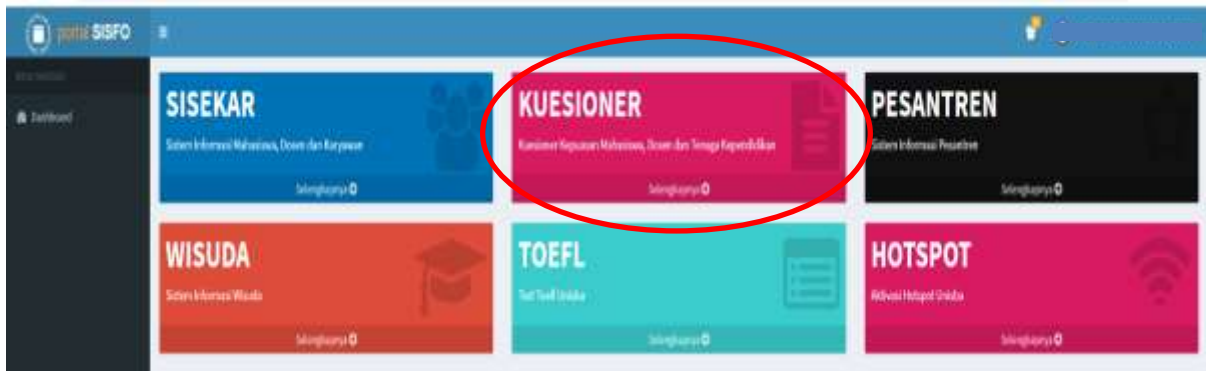 portal SISFO
Dashboard
SISEKAR
Sistem Informasi Mahasiswa, Dosen dan Karyawan
Selengkapnya
KUESIONER
Kuesioner Kepuasan Mahasiswa, Dosen dan Tenaga Kependidikan
Selengkapnya
PESANTREN
Sistem Informasi Pesantren
Selengkapnya
WISUDA
Sistem Informasi Wisuda
Selengkapnya
TOEFL
Test Toefl Unisba
Selengkapnya
HOTSPOT
Aktivasi Hotspot Unisba
Selengkapnya